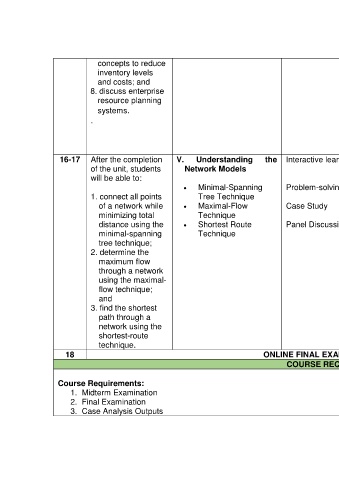 concepts to reduce
inventory levels
and costs; and
8. discuss enterprise
resource planning
systems.
.
16-17
After the completion
of the unit, students
will be able to:
1. connect all points
of a network while
minimizing total
distance using the
minimal-spanning
tree technique;
2. determine the
maximum flow
through a network
using the maximal-
flow technique;
and
3. find the shortest
path through a
network using the
shortest-route
technique.
V. Understanding the
Network Models
• Minimal-Spanning
Tree Technique
• Maximal-Flow
Technique
• Shortest Route
Technique
Interactive lear
Problem-solvin
Case Study
Panel Discussi
18
ONLINE FINAL EXA
COURSE REQ
Course Requirements:
1. Midterm Examination
2. Final Examination
3. Case Analysis Outputs